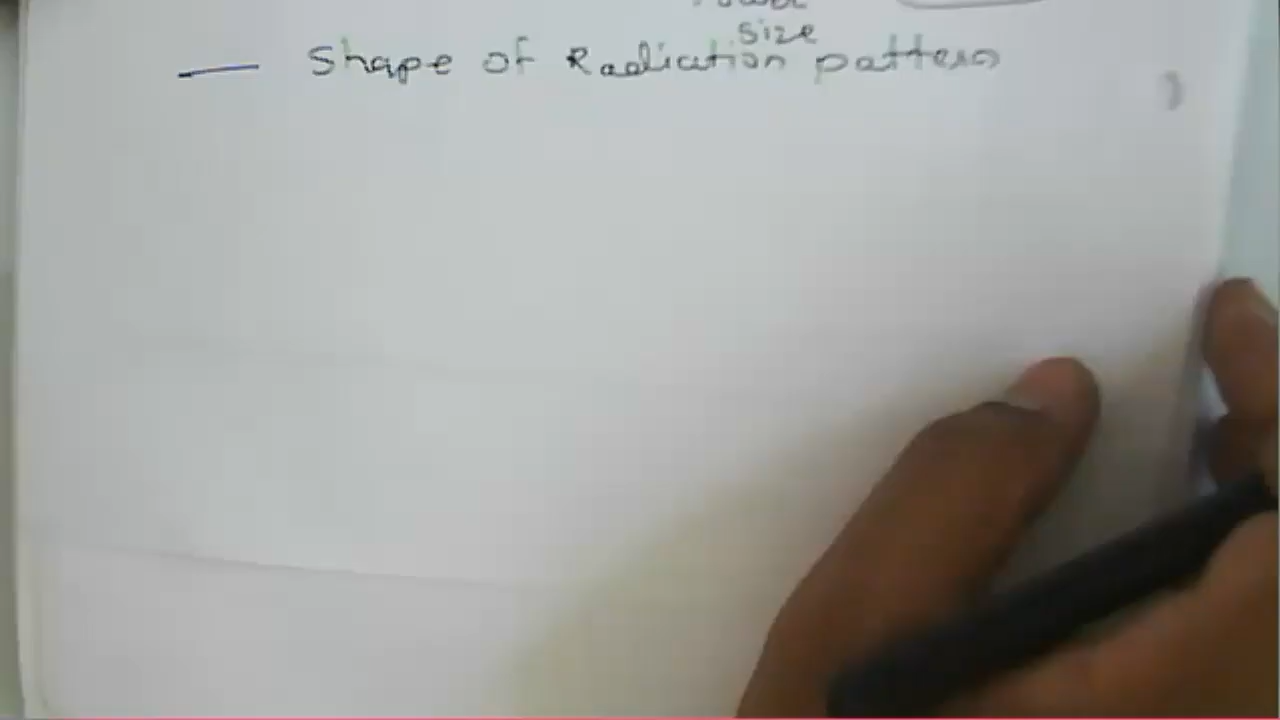 size
— Shape of Radiation pattern